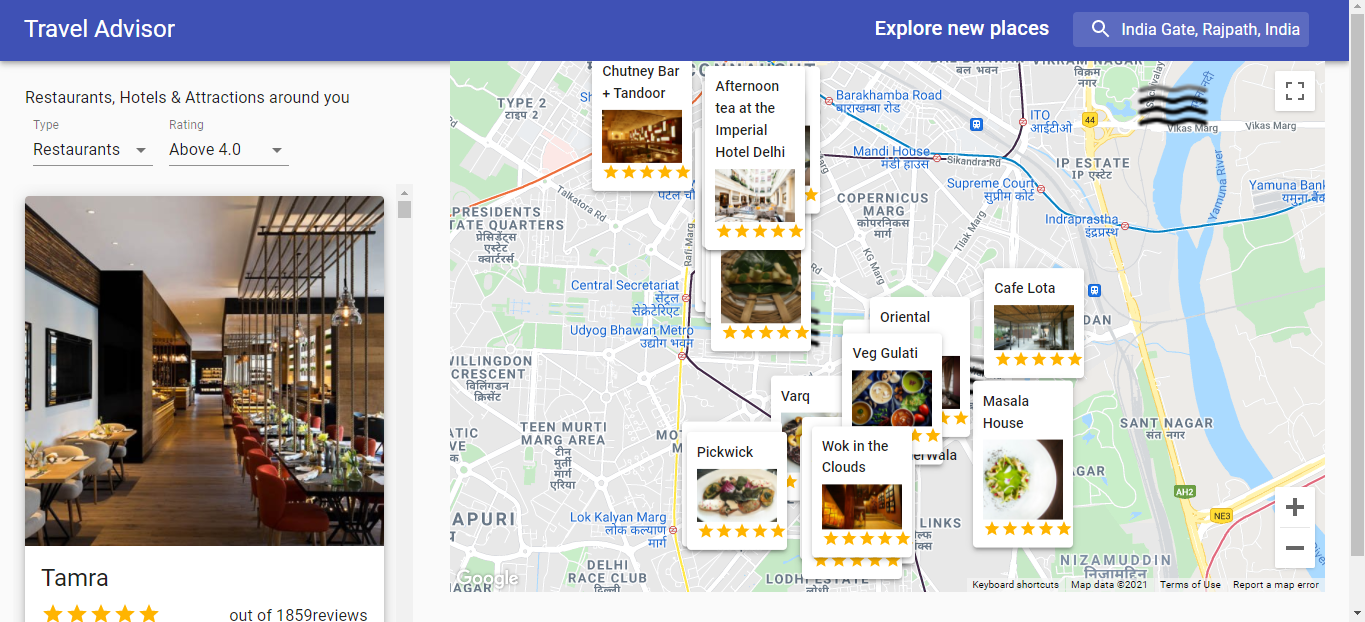 Travel Advisor
Explore new places
India Gate, Rajpath, India
Restaurants, Hotels & Attractions around you
Type
Rating
Restaurants
Above 4.0
Tamra
out of 1859reviews
Chutney Bar
+ Tandoor
Afternoon
tea at the
Imperial
Hotel Delhi
TYPE 2
टाइप 2
Barakhamba Road
बाराखम्बा रोड
बल भवन
VIKRAM NAGAR
विक्रम
नगर
ITO
आईटीओ
44
Vikas Marg
Vikas Marg
Mandi House
मंडी हाउस
Sikandra Rd
IP ESTATE
IP एस्टेट
Supreme Court
सुप्रीम कोर्ट
Yamuna Bank
Yamuna River
COPERNICUS
MARG
कोपरनिकस
मार्ग
Indraprastha
इंद्रप्रस्थ
Talkatora Rd
PRESIDENTS
TATE QUARTERS
प्रेसिडेंट्स
एस्टेट
क्वार्टर्स
Rafi Marg
KG Marg
Tilak Marg
Central Secretariat
सेंट्रल
सेक्रेटेरिएट
Udyog Bhawan Metro
उद्योग भवन
Cafe Lota
Oriental
Veg Gulati
Varq
Masala
House
Pickwick
Wok in the
Clouds
erWala
WILLINGDON
CRESCENT
विलिंगडन
क्रिसेंट
TEEN MURTI
MARG AREA
टीन
मूर्ति
मार्ग
एरिया
SANT NAGAR
संत नगर
AH2
NE3
APURI
Lok Kalyan Marg
लोक कल्याण
मार्ग
LINKS
DELHI
RACE CLUB
LODHI ESTATE
NIZAMUDDIN
निजामुद्दीन
Google
Keyboard shortcuts
Map data ©2021
Terms of Use
Report a map error